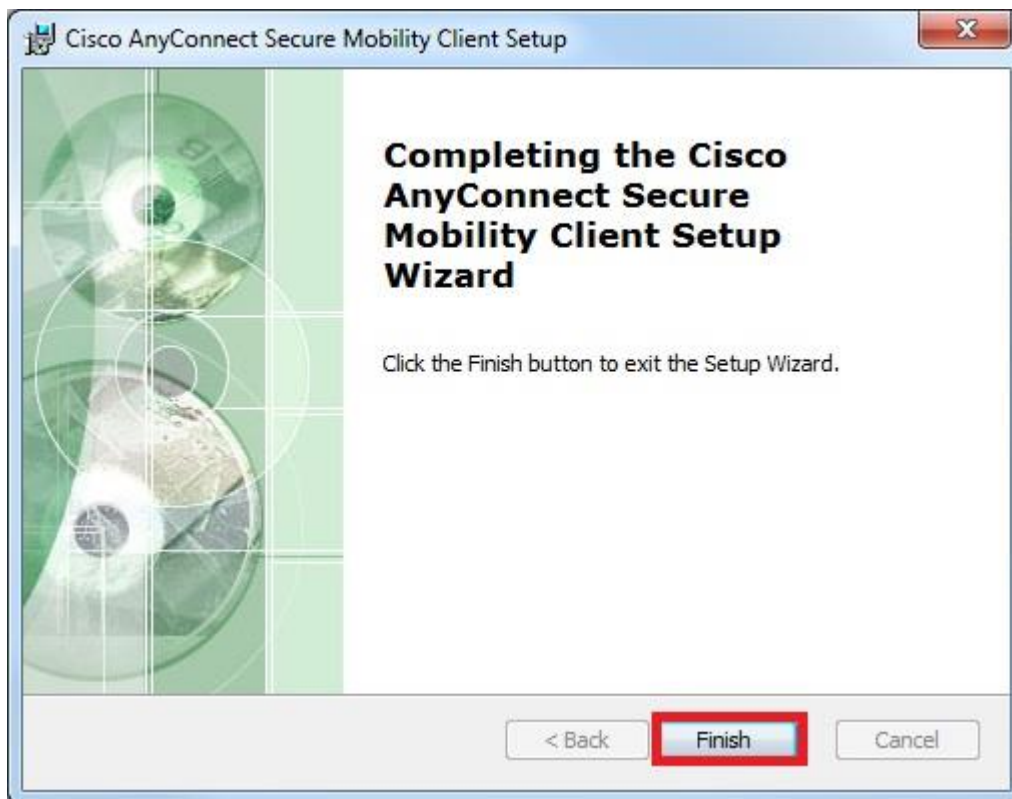 Cisco AnyConnect Secure Mobility Client Setup
Completing the Cisco
AnyConnect Secure
Mobility Client Setup
Wizard
Click the Finish button to exit the Setup Wizard.
< Back
Finish
Cancel